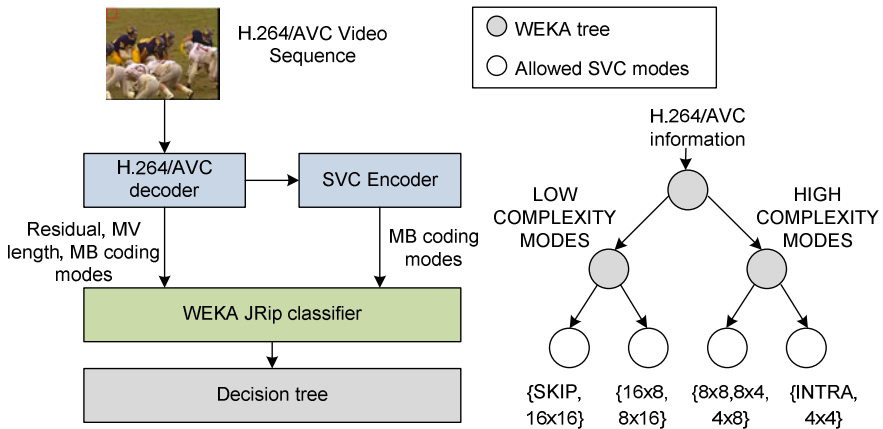 H.264/AVC Video
Sequence
H.264/AVC
decoder
SVC Encoder
Residual, MV
length, MB coding
modes
MB coding
modes
WEKA JRip classifier
Decision tree
WEKA tree
Allowed SVC modes
H.264/AVC
information
LOW
COMPLEXITY
MODES
HIGH
COMPLEXITY
MODES
{SKIP,
16x16}
{16x8,
8x16}
{8x8,8x4,
4x8}
{INTRA,
4x4}